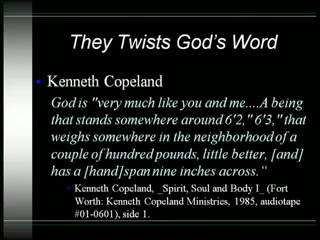 They Twists God's Word
Kenneth Copeland
God is "very much like you and me....A being
that stands somewhere around 6'2," 6'3," that
weighs somewhere in the neighborhood of a
couple of hundred pounds, little better, [and]
has a [hand]span nine inches across."
Kenneth Copeland, _Spirit, Soul and Body I_ (Fort
Worth: Kenneth Copeland Ministries, 1985, audiotape
#01-0601), side 1.